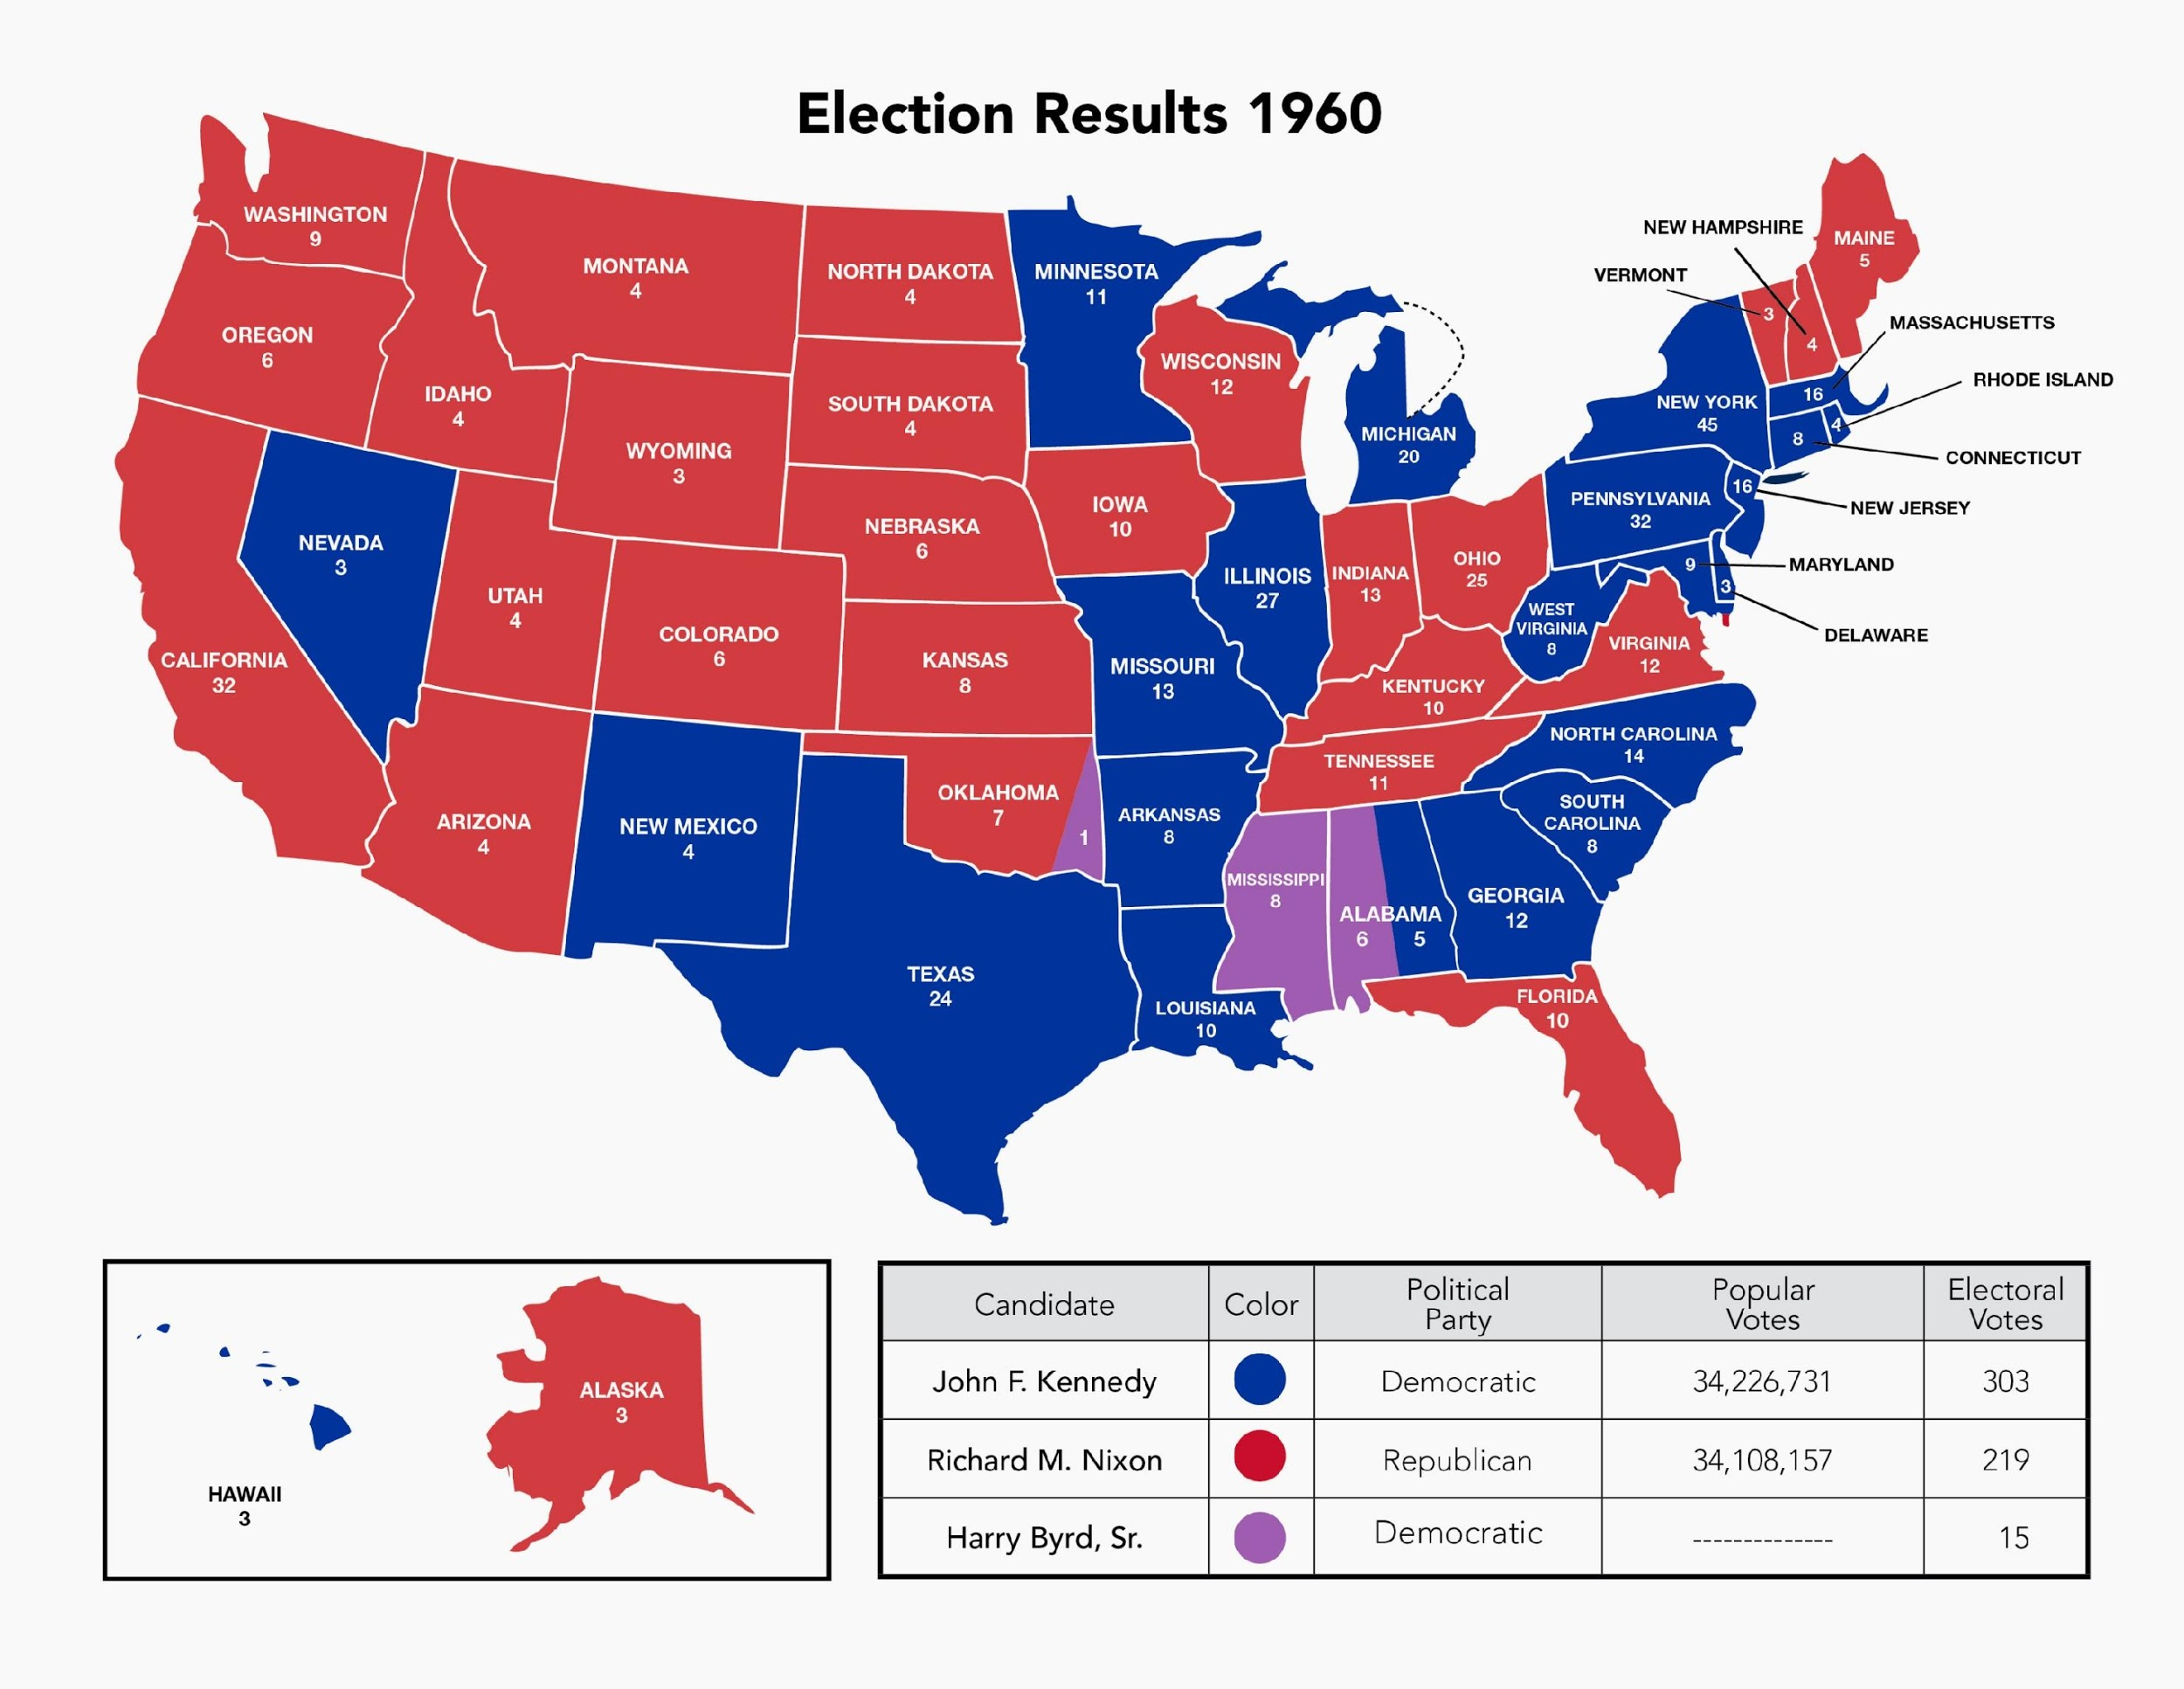 Election Results 1960
WASHINGTON
9
OREGON
6
CALIFORNIA
32
NEVADA
3
IDAHO
4
MONTANA
4
WYOMING
3
UTAH
4
COLORADO
6
ARIZONA
4
NEW MEXICO
4
NORTH DAKOTA
4
SOUTH DAKOTA
4
NEBRASKA
6
KANSAS
8
OKLAHOMA
7
1
TEXAS
24
MINNESOTA
11
IOWA
10
MISSOURI
13
ARKANSAS
8
LOUISIANA
10
WISCONSIN
12
ILLINOIS
27
MICHIGAN
20
INDIANA
13
OHIO
25
KENTUCKY
10
TENNESSEE
11
MISSISSIPPI
8
ALABAMA
6
5
GEORGIA
12
FLORIDA
10
SOUTH
CAROLINA
8
NORTH CAROLINA
14
VIRGINIA
12
WEST
VIRGINIA
8
PENNSYLVANIA
32
NEW YORK
45
MAINE
5
NEW HAMPSHIRE
4
VERMONT
3
MASSACHUSETTS
16
RHODE ISLAND
4
CONNECTICUT
8
NEW JERSEY
16
MARYLAND
9
DELAWARE
3
HAWAII
3
ALASKA
3
Candidate Color Political Party Popular Votes Electoral Votes
John F. Kennedy Democratic 34,226,731 303
Richard M. Nixon Republican 34,108,157 219
Harry Byrd, Sr. Democratic -------------- 15